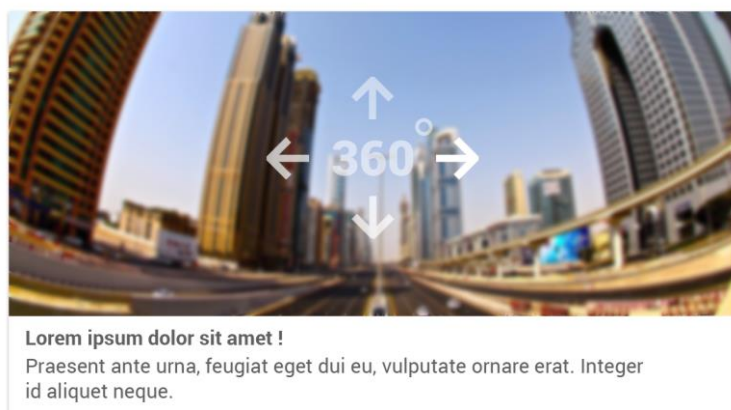 360°
Lorem ipsum dolor sit amet !
Praesent ante urna, feugiat eget dui eu, vulputate ornare erat. Integer
id aliquet neque.